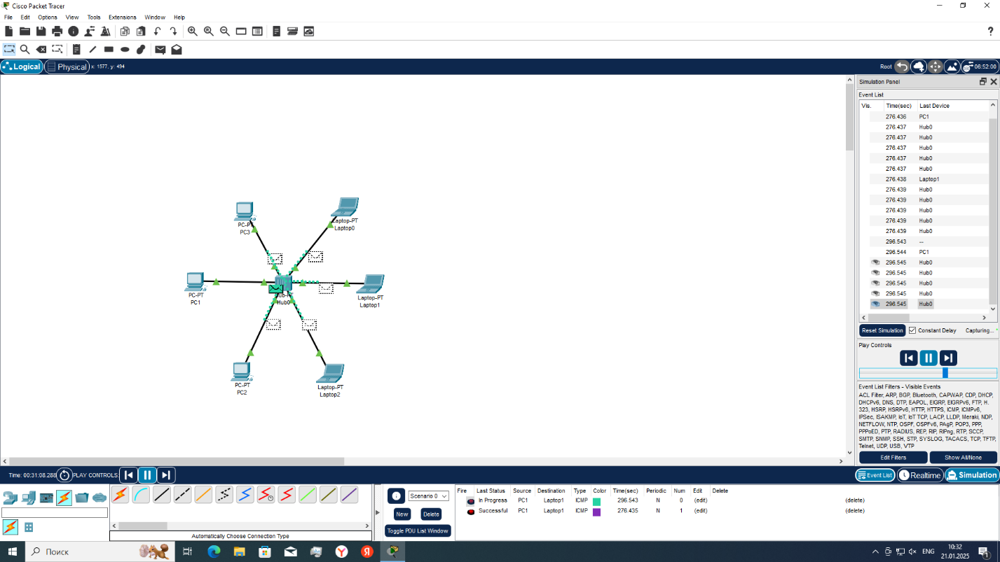 Cisco Packet Tracer
File Edit Options View Tools Extensions Window Help
Logical Physical x: 1577, y: 494 Root 06:52:00
Simulation Panel
Event List
Vis. Time(sec) Last Device
276.436 PC1
276.437 Hub0
276.437 Hub0
276.437 Hub0
276.437 Hub0
276.437 Hub0
276.438 Laptop1
276.439 Hub0
276.439 Hub0
276.439 Hub0
276.439 Hub0
276.439 Hub0
296.543 --
296.544 PC1
296.545 Hub0
296.545 Hub0
296.545 Hub0
296.545 Hub0
296.545 Hub0
Reset Simulation Constant Delay Capturing...
Play Controls
Event List Filters - Visible Events
ACL Filter, ARP, BGP, Bluetooth, CAPWAP, CDP, DHCP,
DHCPv6, DNS, DTP, EAPOL, EIGRP, EIGRPv6, FTP, H.
323, HSRP, HSRPv6, HTTP, HTTPS, ICMP, ICMPv6,
IPSec, ISAKMP, IoT, IoT TCP, LACP, LLDP, Meraki, NDP,
NETFLOW, NTP, OSPF, OSPFv6, PAgP, POP3, PPP,
PPPoED, PTP, RADIUS, REP, RIP, RIPng, RTP, SCCP,
SMTP, SNMP, SSH, STP, SYSLOG, TACACS, TCP, TFTP,
Telnet, UDP, USB, VTP
Edit Filters Show All/None
PC-PT
PC3
Laptop-PT
Laptop0
PC-PT
PC1
Hub0
Laptop-PT
Laptop1
PC-PT
PC2
Laptop-PT
Laptop2
Time: 00:31:08.288 PLAY CONTROLS: Event List Realtime Simulation
Automatically Choose Connection Type
Scenario 0
New Delete
Toggle PDU List Window
Fire Last Status Source Destination Type Color Time(sec) Periodic Num Edit Delete
In Progress PC1 Laptop1 ICMP 296.543 N 0 (edit) (delete)
Successful PC1 Laptop1 ICMP 276.435 N 1 (edit) (delete)
Поиск
ENG
10:32
21.01.2025
1